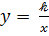 y = k/x